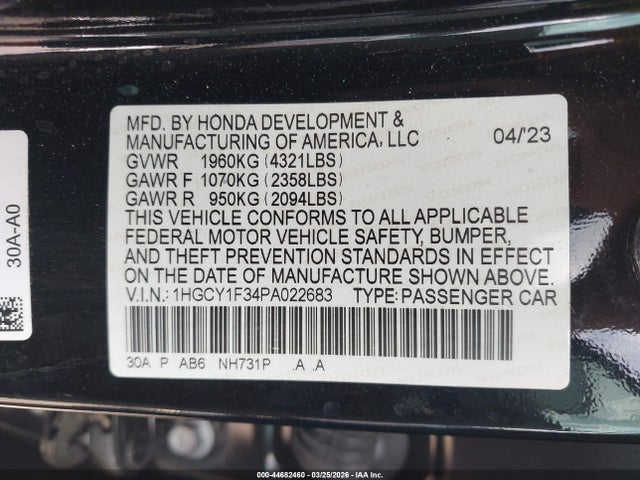 MFD. BY HONDA DEVELOPMENT &
MANUFACTURING OF AMERICA, LLC 04/'23
GVWR 1960KG (4321LBS)
GAWR F 1070KG (2358LBS)
GAWR R 950KG (2094LBS)
THIS VEHICLE CONFORMS TO ALL APPLICABLE
FEDERAL MOTOR VEHICLE SAFETY, BUMPER,
AND THEFT PREVENTION STANDARDS IN EFFECT
ON THE DATE OF MANUFACTURE SHOWN ABOVE.
V.I.N.: 1HGCY1F34PA022683 TYPE: PASSENGER CAR
30A P AB6 NH731P .A .A
30A-A0
000-44682460 - 03/25/2026 - IAA Inc.